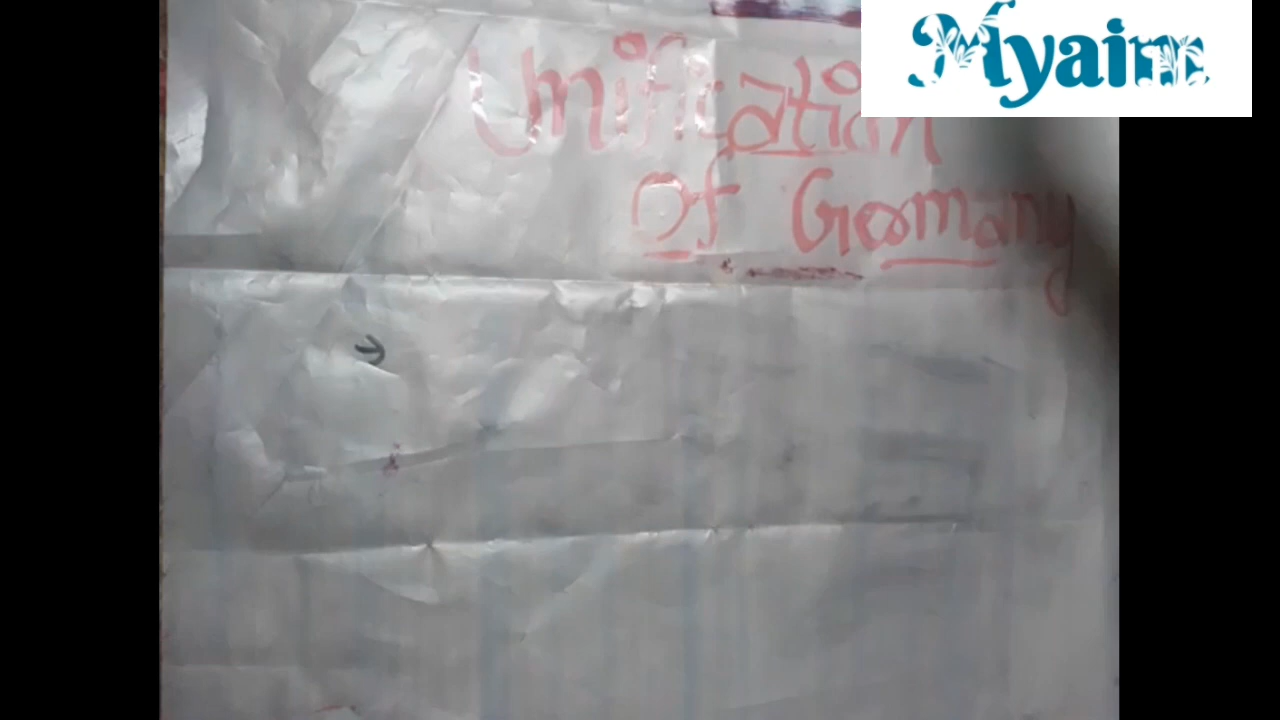 Myaim
Unification
Of Germany
→